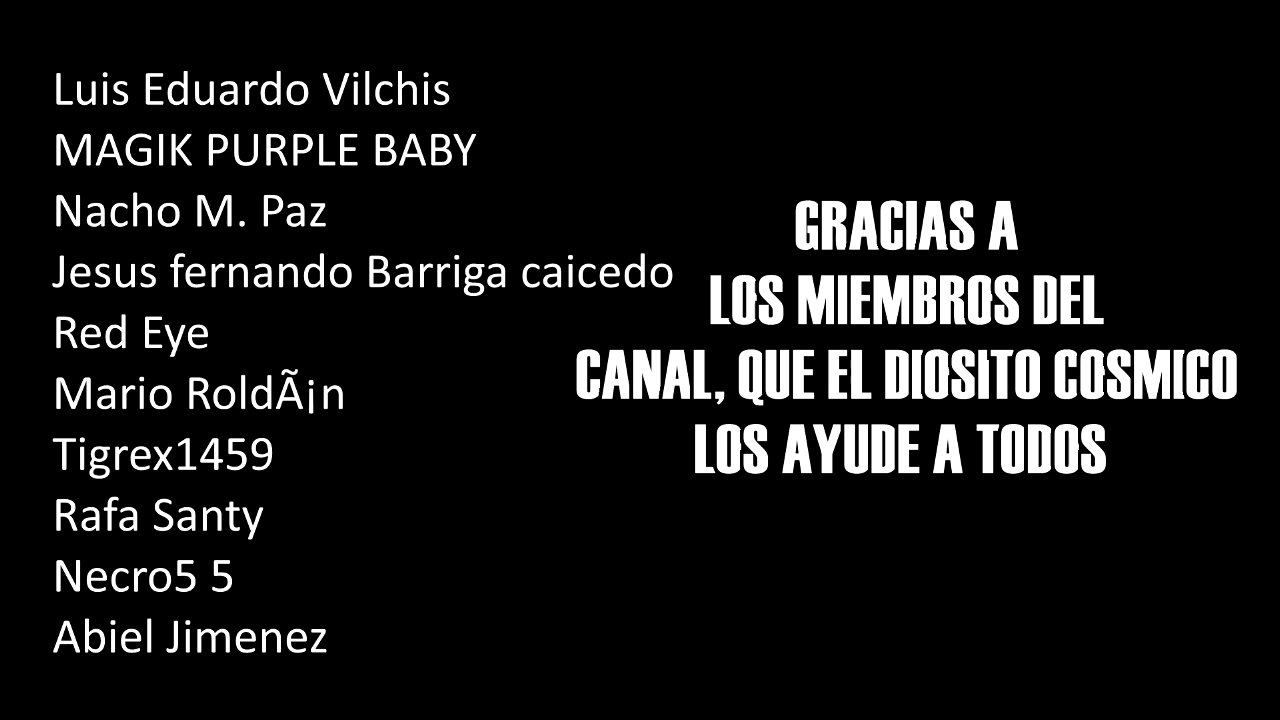 Luis Eduardo Vilchis
MAGIK PURPLE BABY
Nacho M. Paz
Jesus fernando Barriga caicedo
Red Eye
Mario RoldÃ¡n
Tigrex1459
Rafa Santy
Necro5 5
Abiel Jimenez
GRACIAS A
LOS MIEMBROS DEL
CANAL, QUE EL DIOSITO COSMICO
LOS AYUDE A TODOS